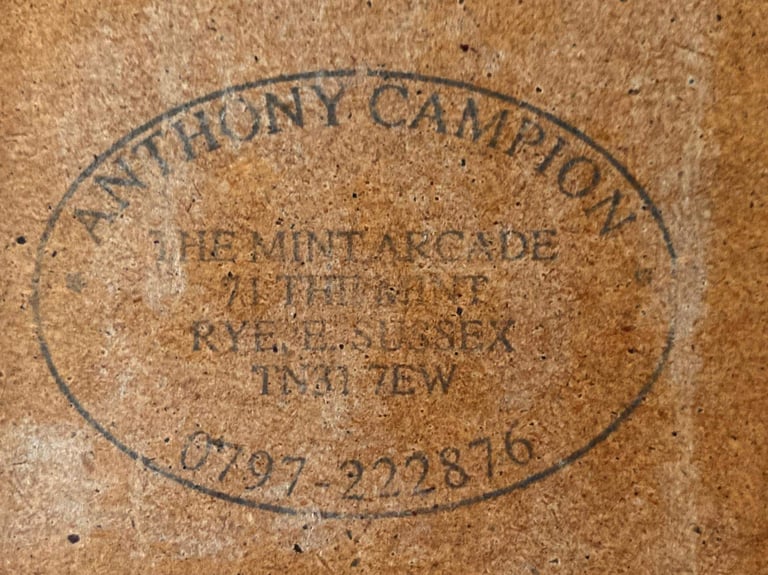 ANTHONY CAMPION
THE MINT ARCADE
71 THE MINT
RYE, E. SUSSEX
TN31 7EW
0797-222876